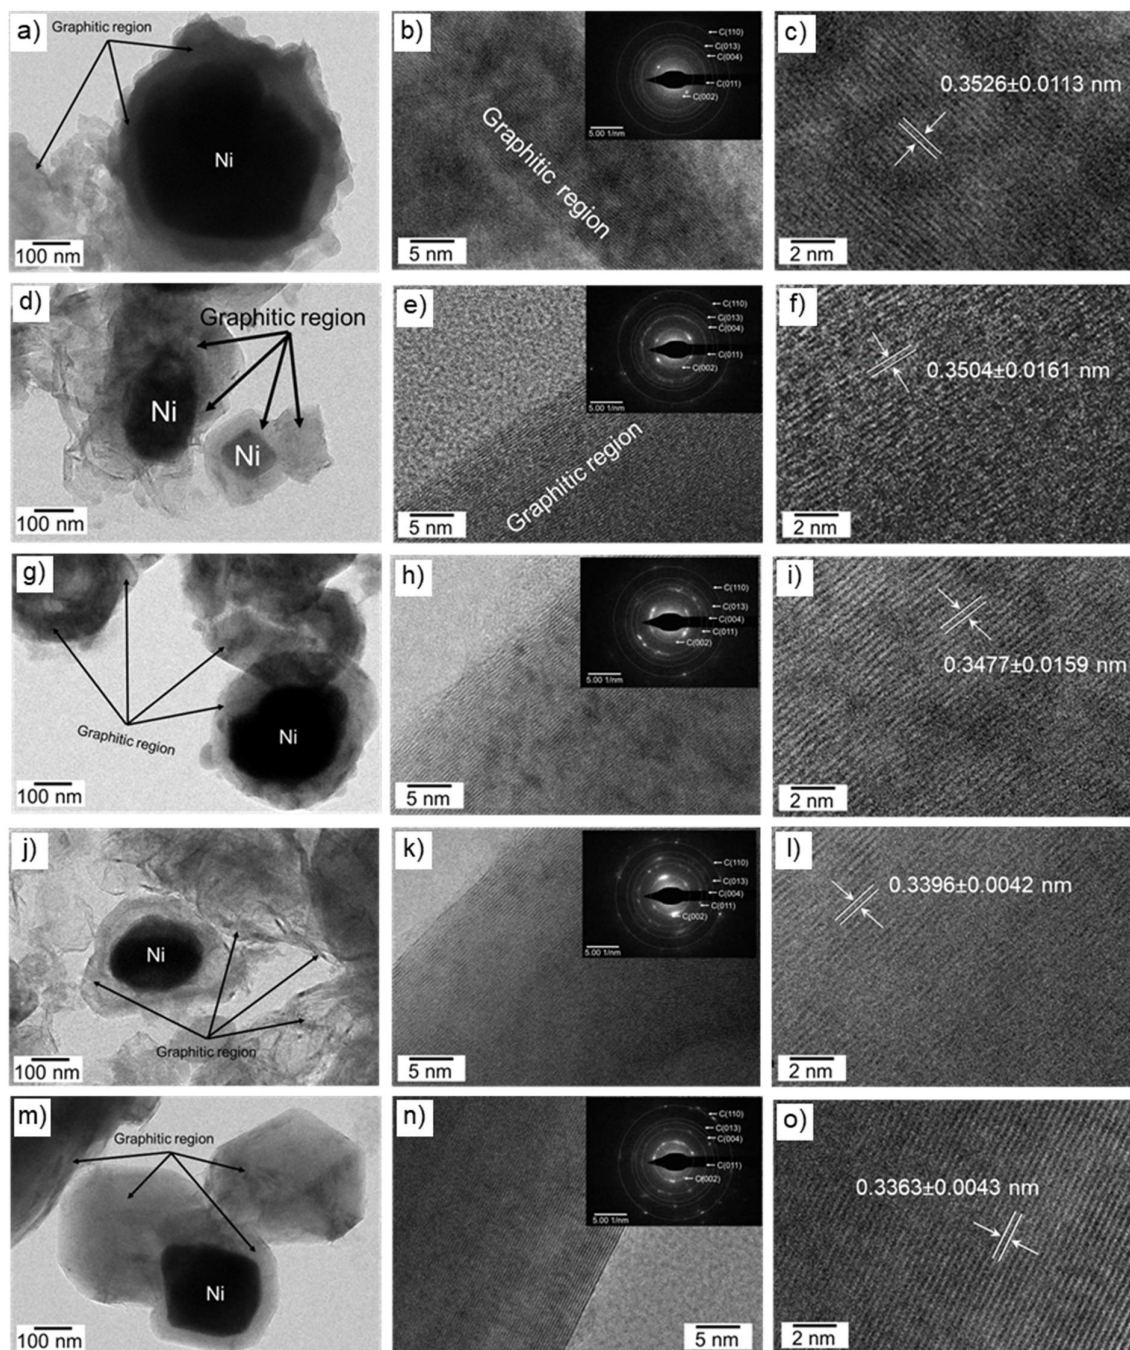 a)
Graphitic region
Ni
100 nm
b)
Graphitic region
5 nm
C(110)
C(013)
C(004)
C(011)
C(002)
5.00 1/nm
c)
0.3526±0.0113 nm
2 nm
d)
Graphitic region
Ni
Ni
100 nm
e)
Graphitic region
5 nm
C(110)
C(013)
C(004)
C(011)
C(002)
5.00 1/nm
f)
0.3504±0.0161 nm
2 nm
g)
Graphitic region
Ni
100 nm
h)
5 nm
C(110)
C(013)
C(004)
C(011)
C(002)
5.00 1/nm
i)
0.3477±0.0159 nm
2 nm
j)
Ni
Graphitic region
100 nm
k)
5 nm
C(110)
C(013)
C(004)
C(011)
C(002)
5.00 1/nm
l)
0.3396±0.0042 nm
2 nm
m)
Graphitic region
Ni
100 nm
n)
C(110)
C(013)
C(004)
C(011)
C(002)
5.00 1/nm
5 nm
o)
0.3363±0.0043 nm
2 nm